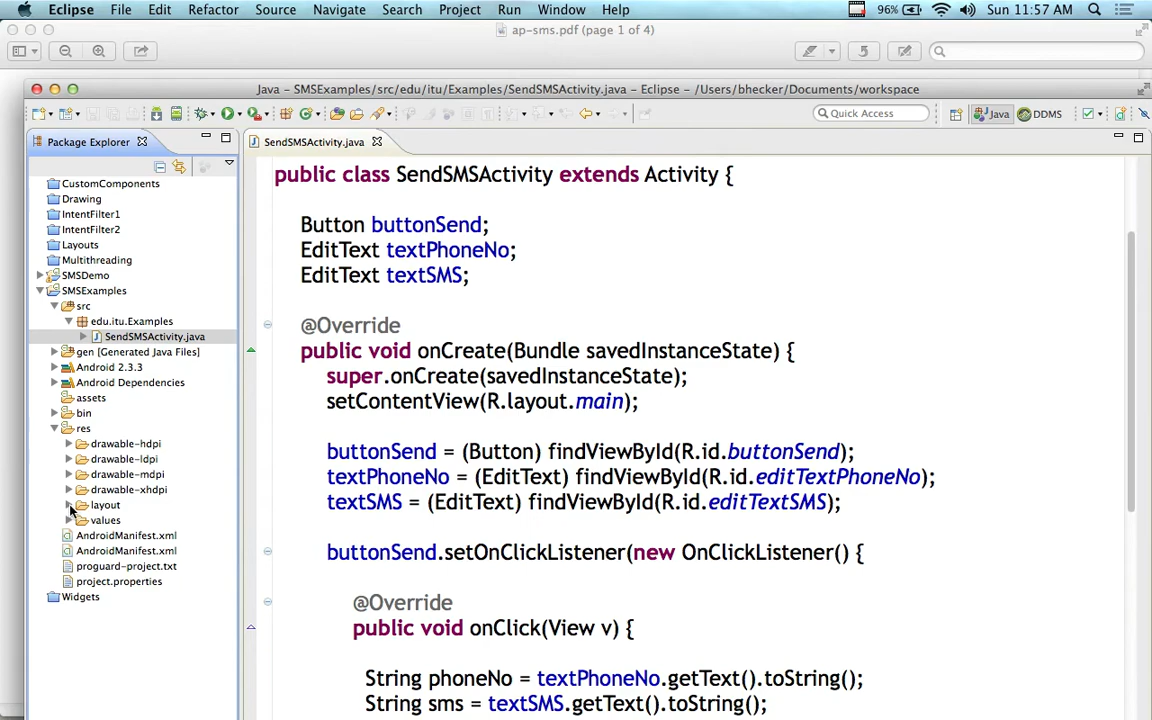 Eclipse File Edit Refactor Source Navigate Search Project Run Window Help 96% Sun 11:57 AM
ap-sms.pdf (page 1 of 4)
Java – SMSExamples/src/edu/itu/Examples/SendSMSActivity.java – Eclipse – /Users/bhecker/Documents/workspace
Quick Access Java DDMS
Package Explorer
SendSMSActivity.java
CustomComponents
Drawing
IntentFilter1
IntentFilter2
Layouts
Multithreading
SMSDemo
SMSExamples
src
edu.itu.Examples
SendSMSActivity.java
gen [Generated Java Files]
Android 2.3.3
Android Dependencies
assets
bin
res
drawable-hdpi
drawable-ldpi
drawable-mdpi
drawable-xhdpi
layout
values
AndroidManifest.xml
AndroidManifest.xml
proguard-project.txt
project.properties
Widgets
public class SendSMSActivity extends Activity {
Button buttonSend;
EditText textPhoneNo;
EditText textSMS;
@Override
public void onCreate(Bundle savedInstanceState) {
super.onCreate(savedInstanceState);
setContentView(R.layout.main);
buttonSend = (Button) findViewById(R.id.buttonSend);
textPhoneNo = (EditText) findViewById(R.id.editTextPhoneNo);
textSMS = (EditText) findViewById(R.id.editTextSMS);
buttonSend.setOnClickListener(new OnClickListener() {
@Override
public void onClick(View v) {
String phoneNo = textPhoneNo.getText().toString();
String sms = textSMS.getText().toString();